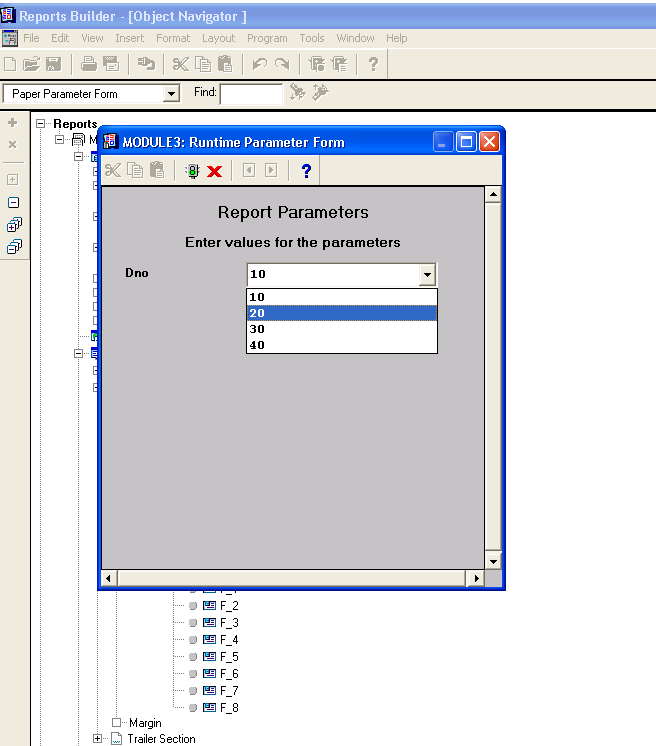 Reports Builder - [Object Navigator ]
File Edit View Insert Format Layout Program Tools Window Help
Paper Parameter Form Find:
Reports
M
MODULE3: Runtime Parameter Form
Report Parameters
Enter values for the parameters
Dno 10
10
20
30
40
F_2
F_3
F_4
F_5
F_6
F_7
F_8
Margin
Trailer Section